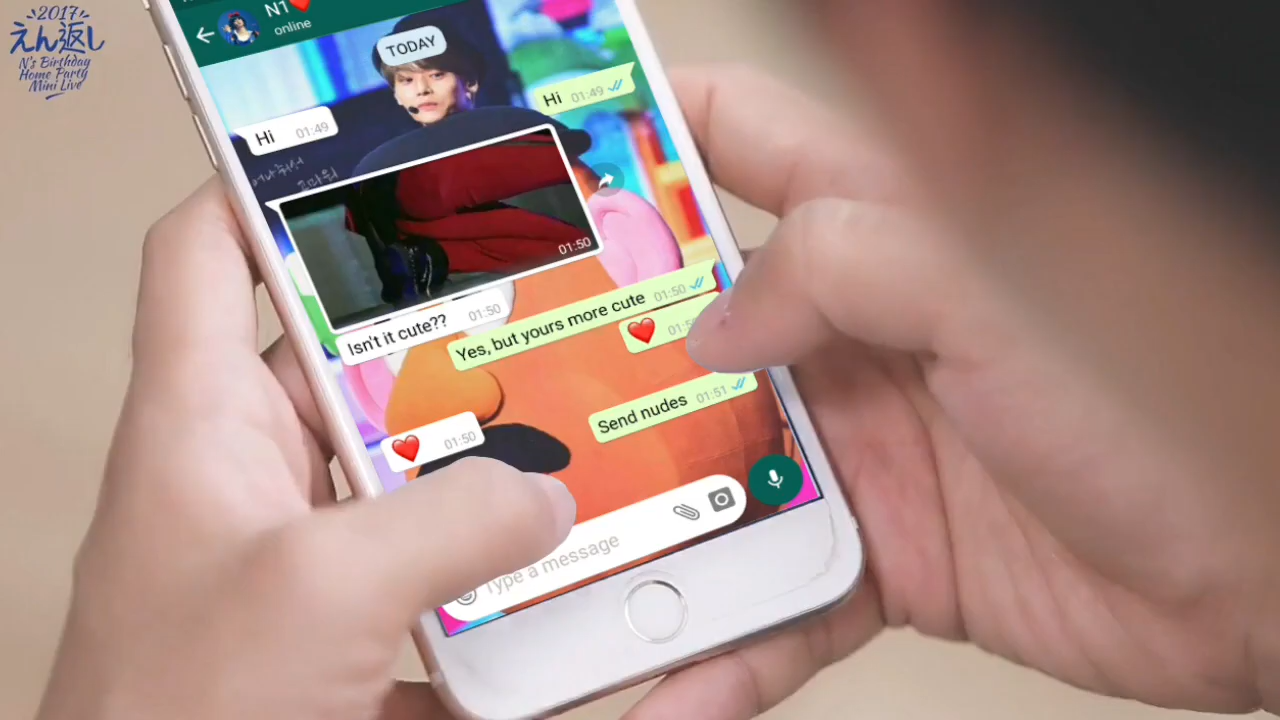 2017
えん返し
N's Birthday
Home Party
Mini Live
N1❤
online
TODAY
Hi 01:49
Hi 01:49
01:50
Isn't it cute?? 01:50
Yes, but yours more cute 01:50
❤
❤ 01:50
Send nudes 01:51
Type a message